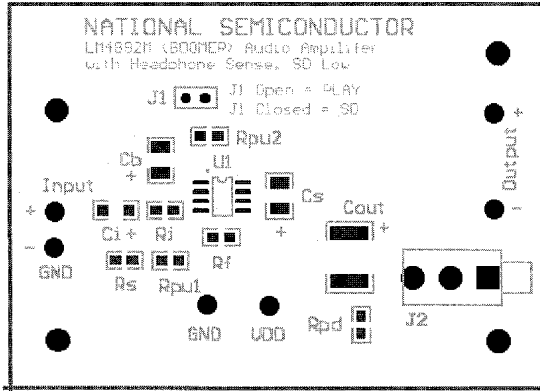 NATIONAL SEMICONDUCTOR
LM4892M (BOOMER) Audio Amplifer
with Headphone Sense, SD Low
J1
J1 Open = PLAY
J1 Closed = SD
Rpu2
Cb
+
U1
Output
+
-
Input
+
-
GND
Ci +
Ri
Cs
+
Cout
+
Rf
Rs
Rpu1
GND
VDD
Rpd
J2